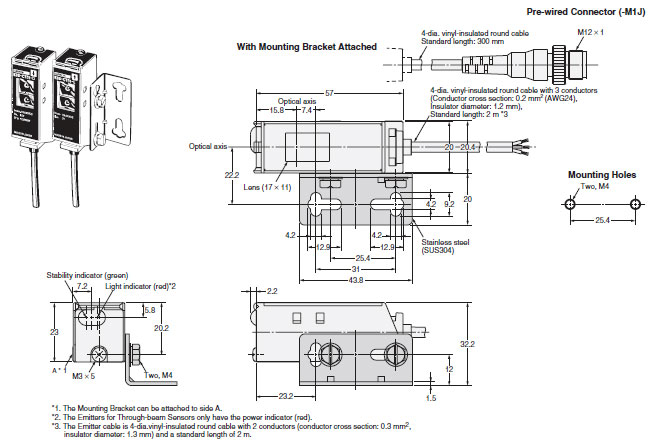 Pre-wired Connector (-M1J)
With Mounting Bracket Attached
4-dia. vinyl-insulated round cable
Standard length: 300 mm
M12 × 1
57
Optical axis
15.8
7.4
4-dia. vinyl-insulated round cable with 3 conductors
(Conductor cross section: 0.2 mm² (AWG24),
Insulator diameter: 1.2 mm),
Standard length: 2 m *3
Optical axis
20
20.4
22.2
Lens (17 × 11)
Mounting Holes
Two, M4
25.4
4.2
9.2
20
4.2
4.2
12.9
12.9
Stainless steel
(SUS304)
25.4
31
43.8
Stability indicator (green)
7.2
Light indicator (red)*2
5.8
20.2
23
A * 1
M3 × 5
Two, M4
2.2
32.2
12
23.2
1.5
*1. The Mounting Bracket can be attached to side A.
*2. The Emitters for Through-beam Sensors only have the power indicator (red).
*3. The Emitter cable is 4-dia.vinyl-insulated round cable with 2 conductors (conductor cross section: 0.3 mm²,
insulator diameter: 1.3 mm) and a standard length of 2 m.